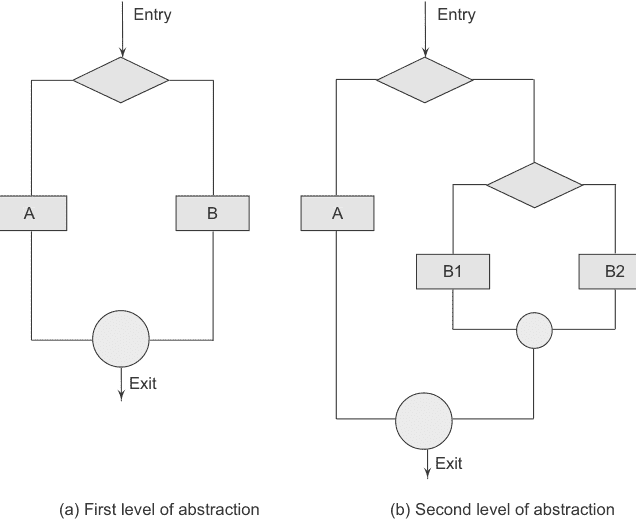 Entry
A
B
Exit
(a) First level of abstraction
Entry
A
B1
B2
Exit
(b) Second level of abstraction